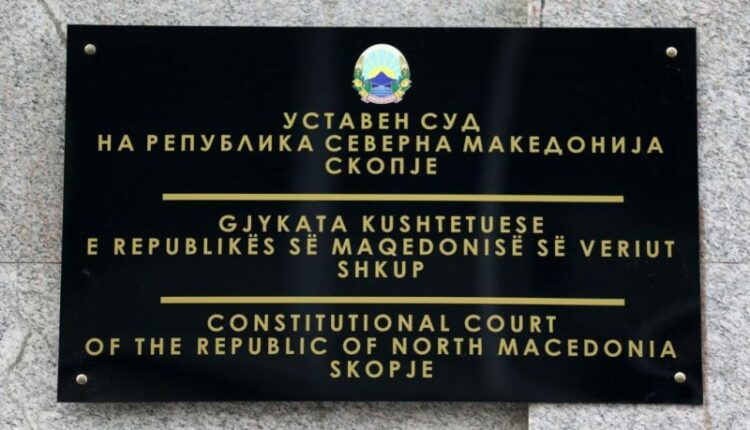 УСТАВЕН СУД
НА РЕПУБЛИКА СЕВЕРНА МАКЕДОНИЈА
СКОПЈЕ
GJYKATA KUSHTETUESE
E REPUBLIKËS SË MAQEDONISË SË VERIUT
SHKUP
CONSTITUTIONAL COURT
OF THE REPUBLIC OF NORTH MACEDONIA
SKOPJE